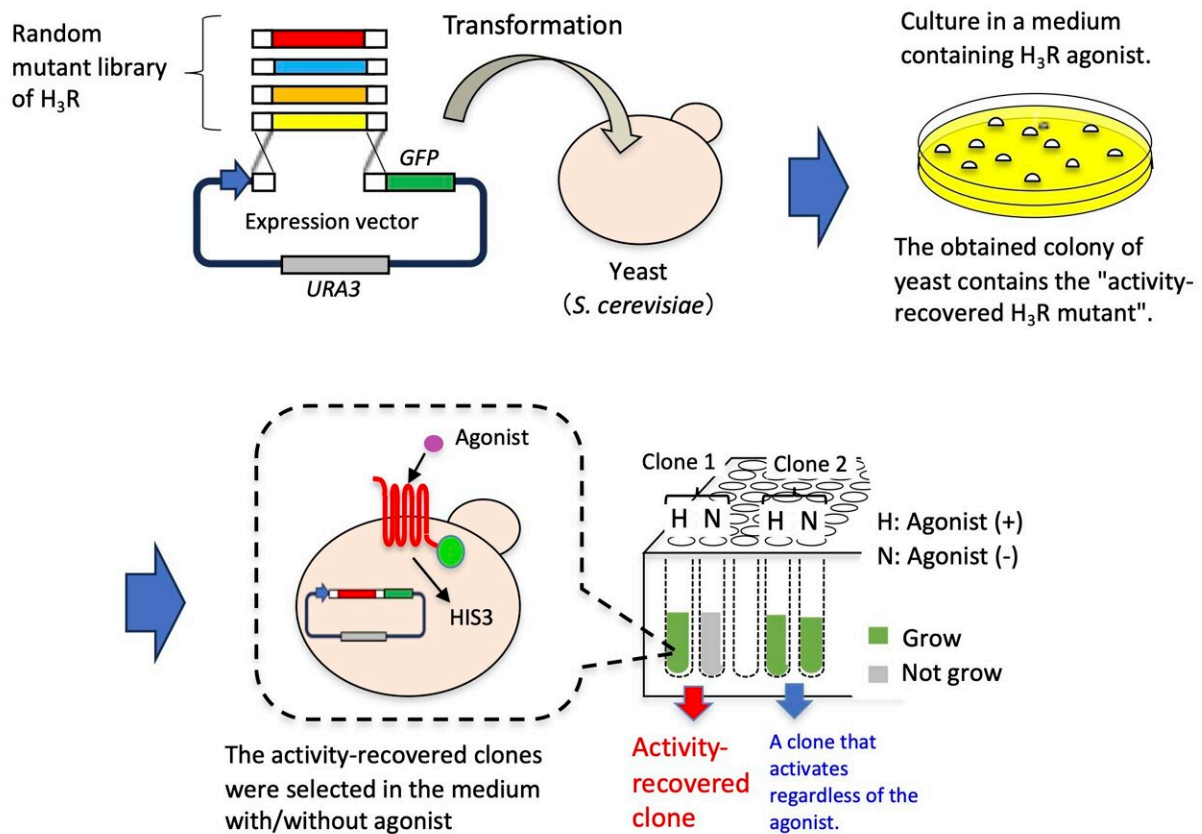 Random
mutant library
of H₃R
Transformation
GFP
Expression vector
URA3
Yeast
(S. cerevisiae)
Culture in a medium
containing H₃R agonist.
The obtained colony of
yeast contains the "activity-
recovered H₃R mutant".
Agonist
HIS3
The activity-recovered clones
were selected in the medium
with/without agonist
Clone 1
Clone 2
H N
H N
H: Agonist (+)
N: Agonist (-)
Grow
Not grow
Activity-
recovered
clone
A clone that
activates
regardless of the
agonist.